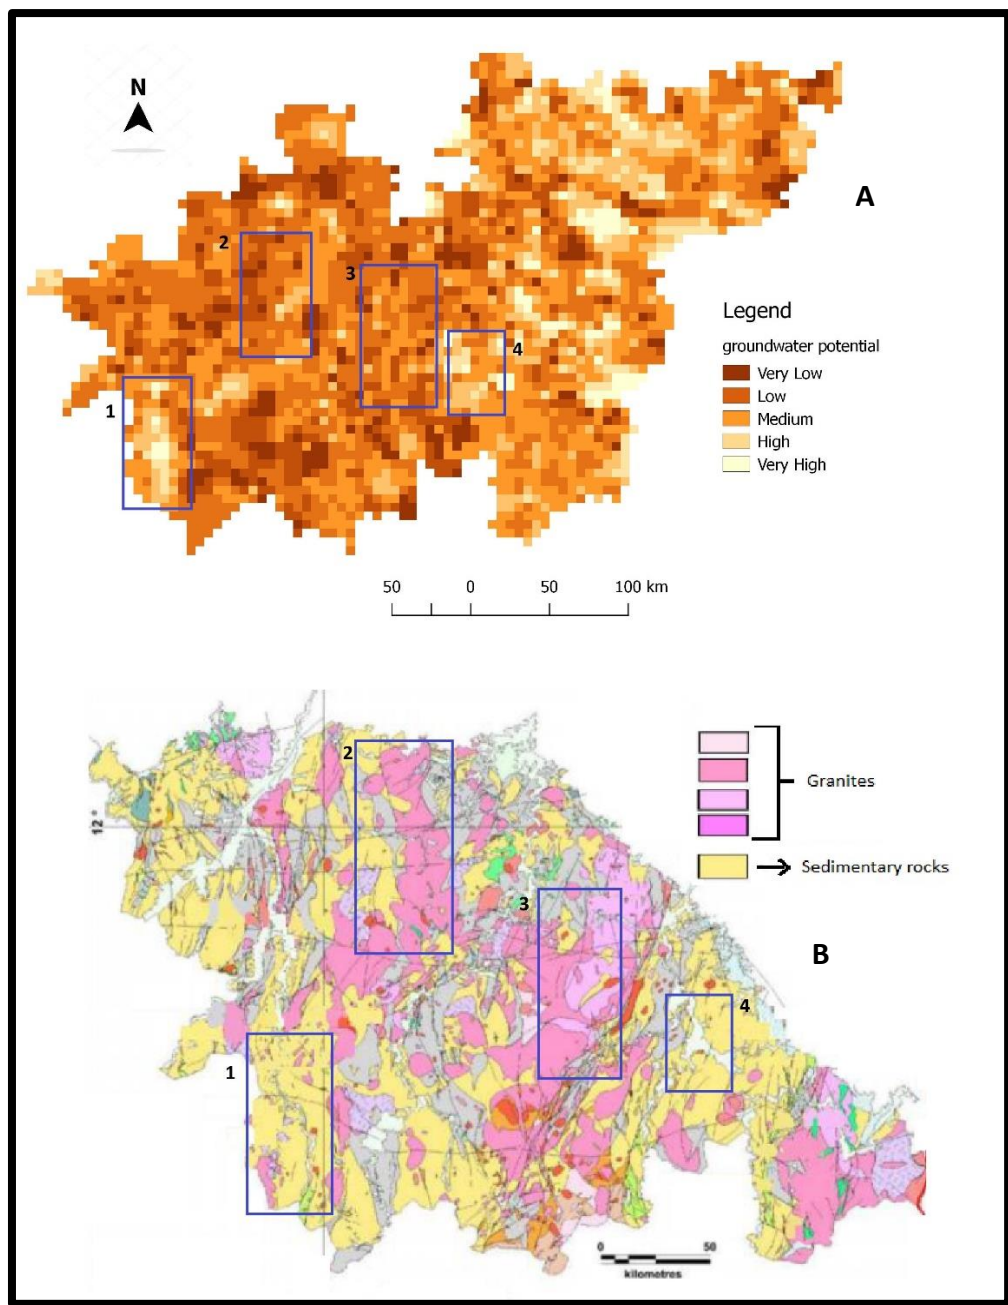 N
A
2
3
4
1
Legend
groundwater potential
Very Low
Low
Medium
High
Very High
50 0 50 100 km
2
Granites
12 °
Sedimentary rocks
3
B
4
1
0 50
kilometres